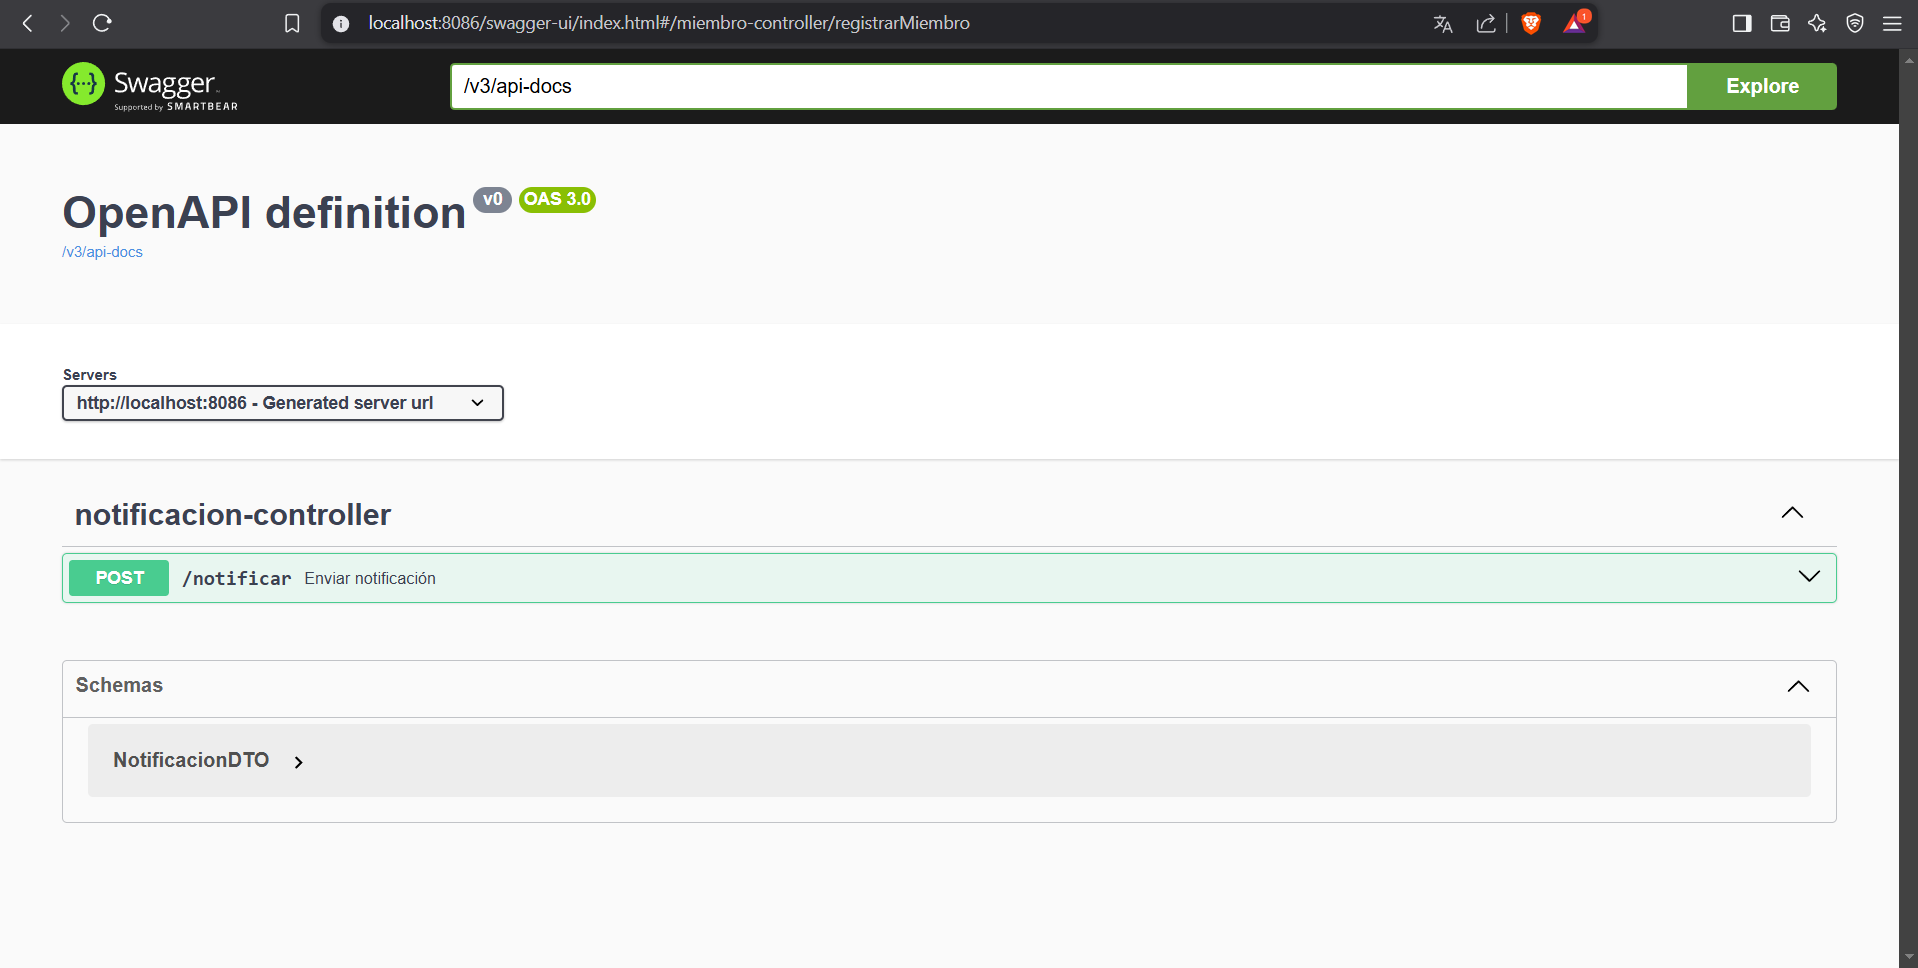 localhost:8086/swagger-ui/index.html#/miembro-controller/registrarMiembro
1
Swagger
Supported by SMARTBEAR
/v3/api-docs
Explore
OpenAPI definition v0 OAS 3.0
/v3/api-docs
Servers
http://localhost:8086 - Generated server url
notificacion-controller
POST /notificar Enviar notificación
Schemas
NotificacionDTO